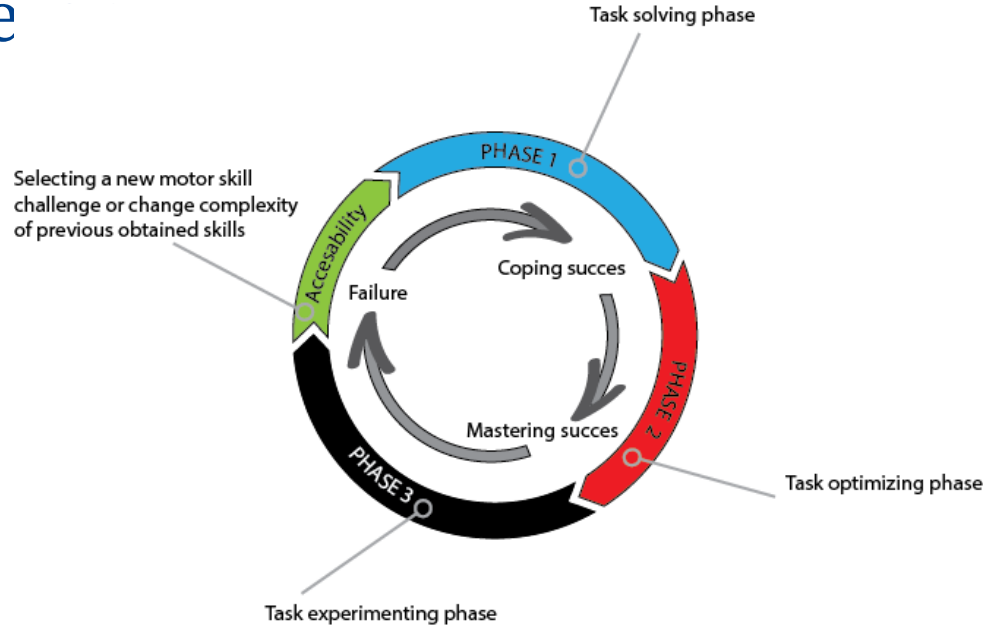 e
Task solving phase
PHASE 1
Selecting a new motor skill
challenge or change complexity
of previous obtained skills
Accesability
Coping succes
Failure
PHASE 2
Mastering succes
PHASE 3
Task optimizing phase
Task experimenting phase